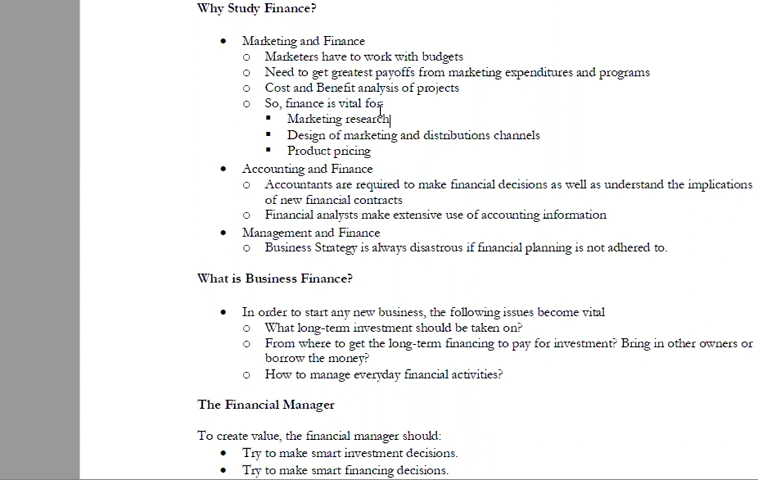 Why Study Finance?
• Marketing and Finance
o Marketers have to work with budgets
o Need to get greatest payoffs from marketing expenditures and programs
o Cost and Benefit analysis of projects
o So, finance is vital for
▪ Marketing research
▪ Design of marketing and distributions channels
▪ Product pricing
• Accounting and Finance
o Accountants are required to make financial decisions as well as understand the implications
of new financial contracts
o Financial analysts make extensive use of accounting information
• Management and Finance
o Business Strategy is always disastrous if financial planning is not adhered to.
What is Business Finance?
• In order to start any new business, the following issues become vital
o What long-term investment should be taken on?
o From where to get the long-term financing to pay for investment? Bring in other owners or
borrow the money?
o How to manage everyday financial activities?
The Financial Manager
To create value, the financial manager should:
• Try to make smart investment decisions.
• Try to make smart financing decisions.